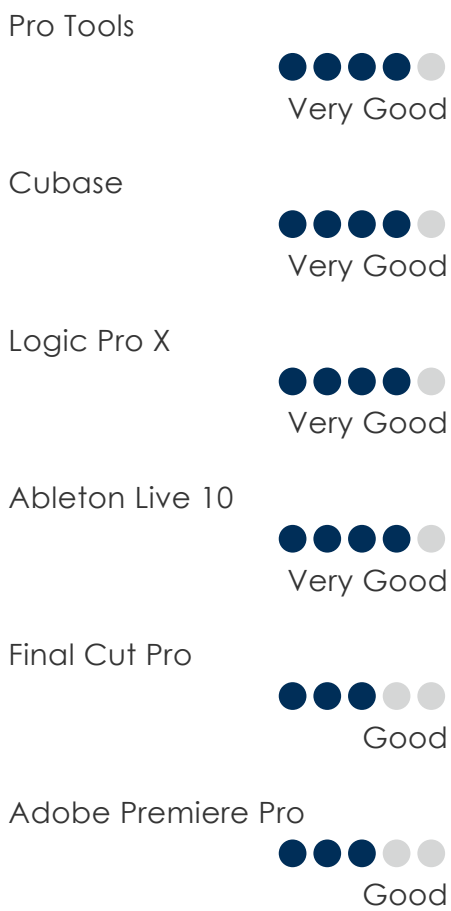 Pro Tools
Very Good
Cubase
Very Good
Logic Pro X
Very Good
Ableton Live 10
Very Good
Final Cut Pro
Good
Adobe Premiere Pro
Good